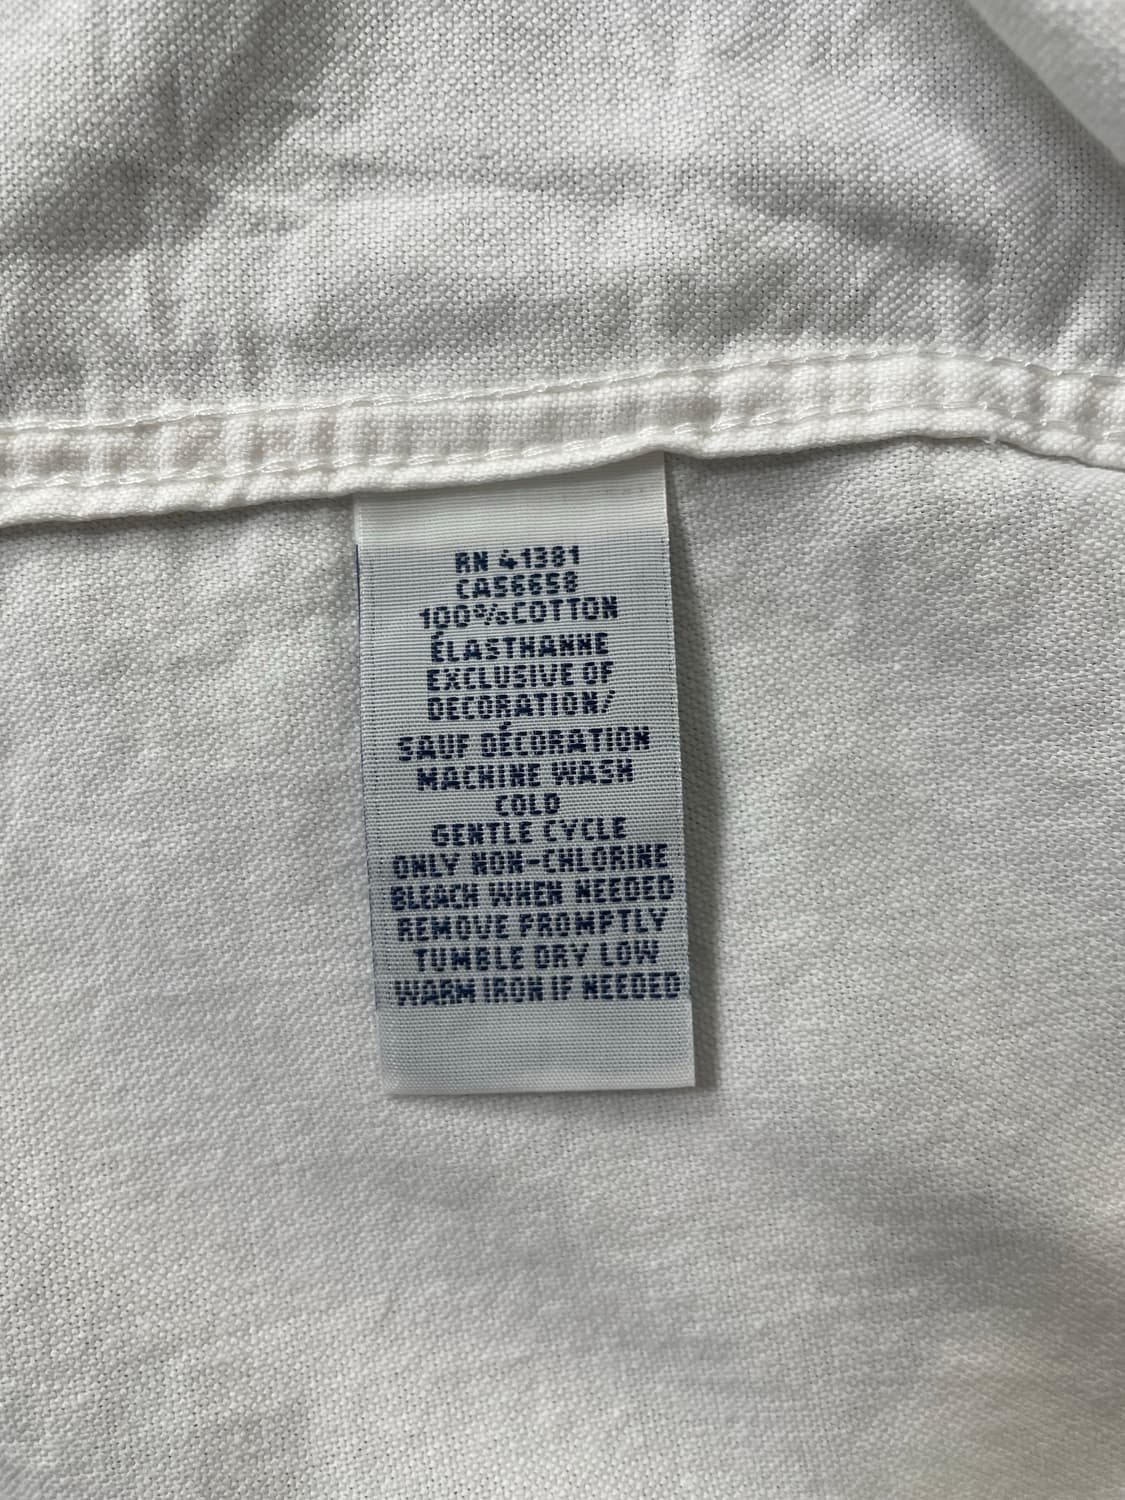 RN 41381
CA56658
100%COTTON
ÉLASTHANNE
EXCLUSIVE OF
DECORATION/
SAUF DÉCORATION
MACHINE WASH
COLD
GENTLE CYCLE
ONLY NON-CHLORINE
BLEACH WHEN NEEDED
REMOVE PROMPTLY
TUMBLE DRY LOW
WARM IRON IF NEEDED